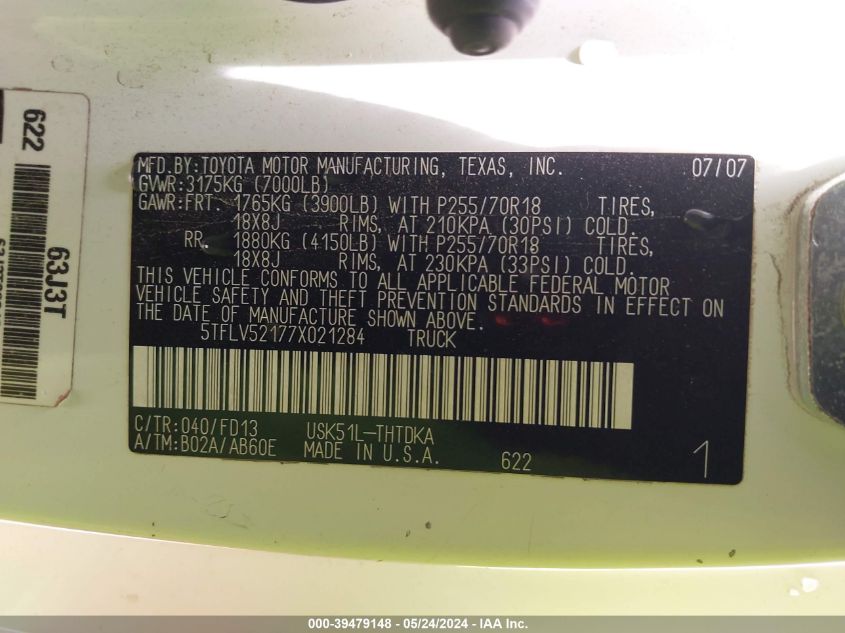 MFD.BY:TOYOTA MOTOR MANUFACTURING, TEXAS, INC. 07/07
GVWR:3175KG (7000LB)
GAWR:FRT. 1765KG (3900LB) WITH P255/70R18 TIRES,
18X8J RIMS, AT 210KPA (30PSI) COLD.
RR. 1880KG (4150LB) WITH P255/70R18 TIRES,
18X8J RIMS, AT 230KPA (33PSI) COLD.
THIS VEHICLE CONFORMS TO ALL APPLICABLE FEDERAL MOTOR
VEHICLE SAFETY AND THEFT PREVENTION STANDARDS IN EFFECT ON
THE DATE OF MANUFACTURE SHOWN ABOVE.
5TFLV52177X021284 TRUCK
C/TR:040/FD13 USK51L-THTDKA
A/TM:B02A/AB60E MADE IN U.S.A. 622 1
622
63J3T
000-39479148 - 05/24/2024 - IAA Inc.